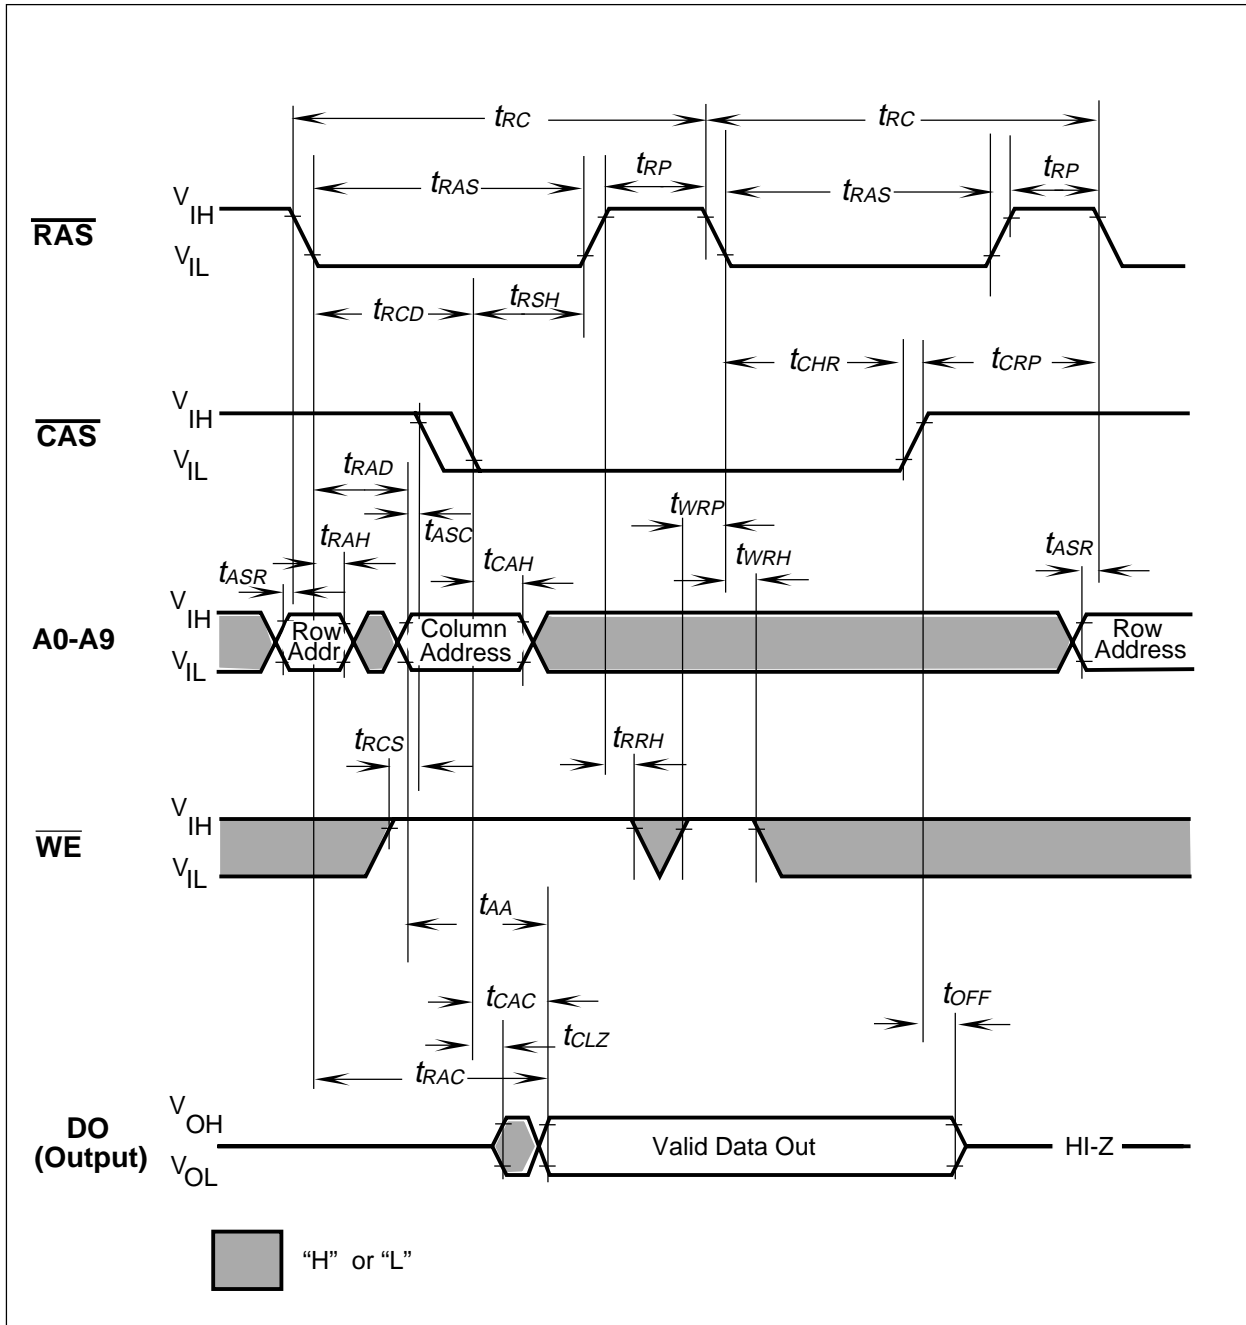 tRC tRC
tRAS tRP tRAS tRP
RAS VIH
VIL
tRCD tRSH
tCHR tCRP
CAS VIH
VIL
tRAD
tWRP
tASC
tRAH tCAH tWRH tASR
tASR
A0-A9 VIH
VIL
Row Addr.
Column Address
Row Address
tRCS tRRH
WE VIH
VIL
tAA
tCAC tOFF
tCLZ
tRAC
DO (Output) VOH
VOL
Valid Data Out HI-Z
“H” or “L”